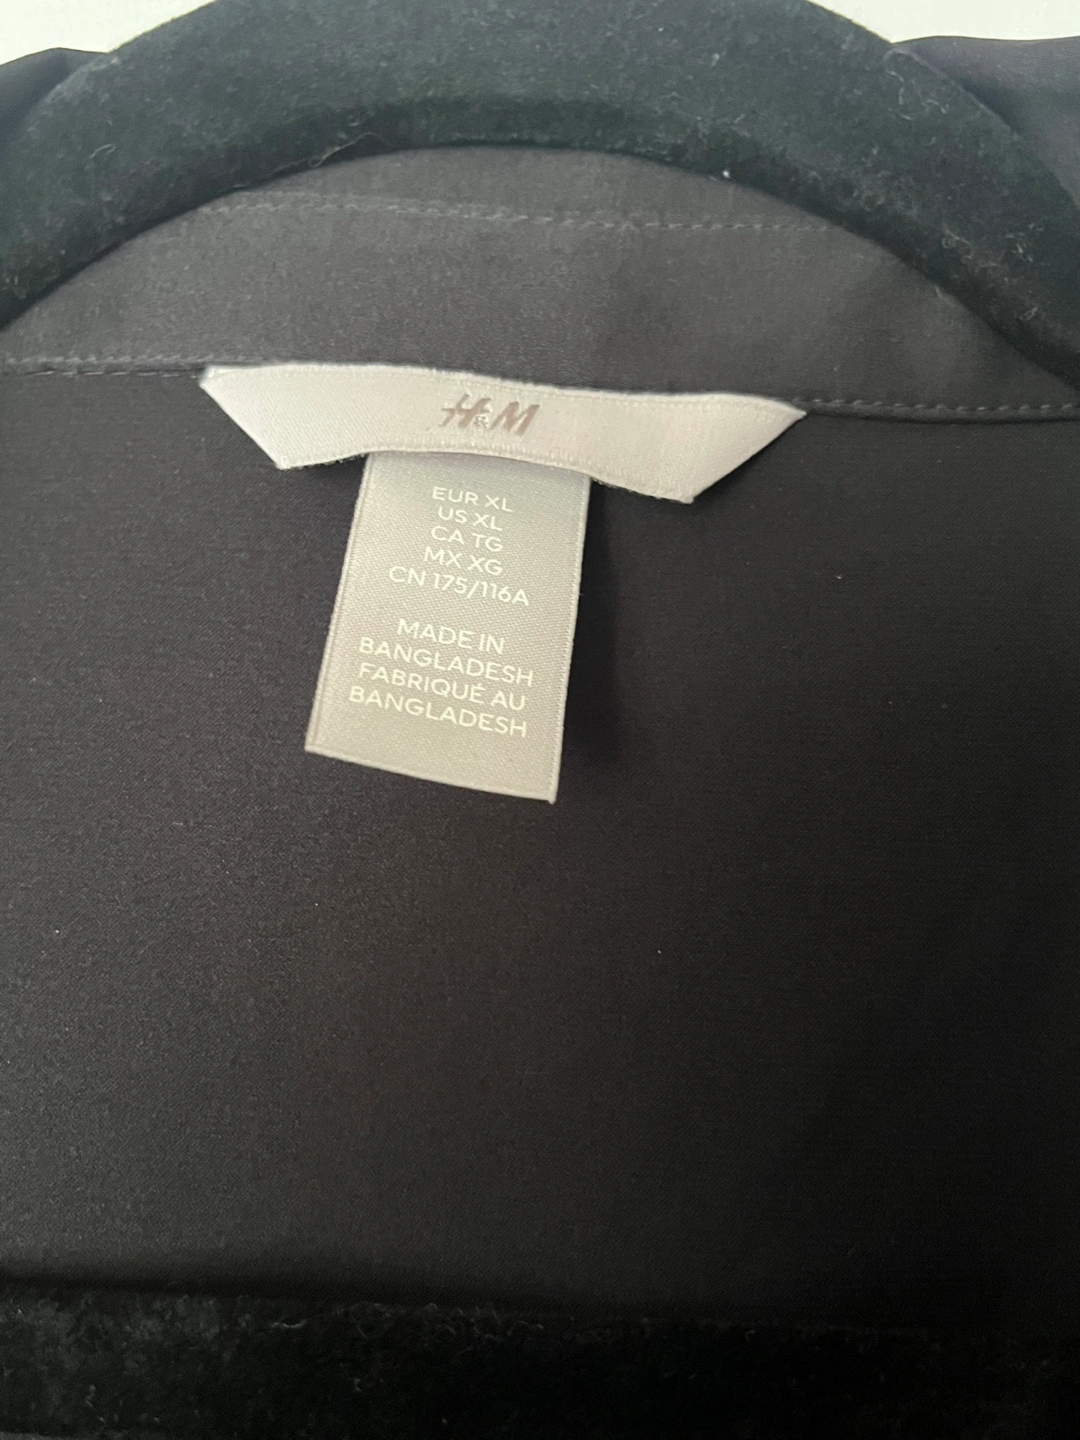 H&M
EUR XL
US XL
CA TG
MX XG
CN 175/116A
MADE IN
BANGLADESH
FABRIQUÉ AU
BANGLADESH